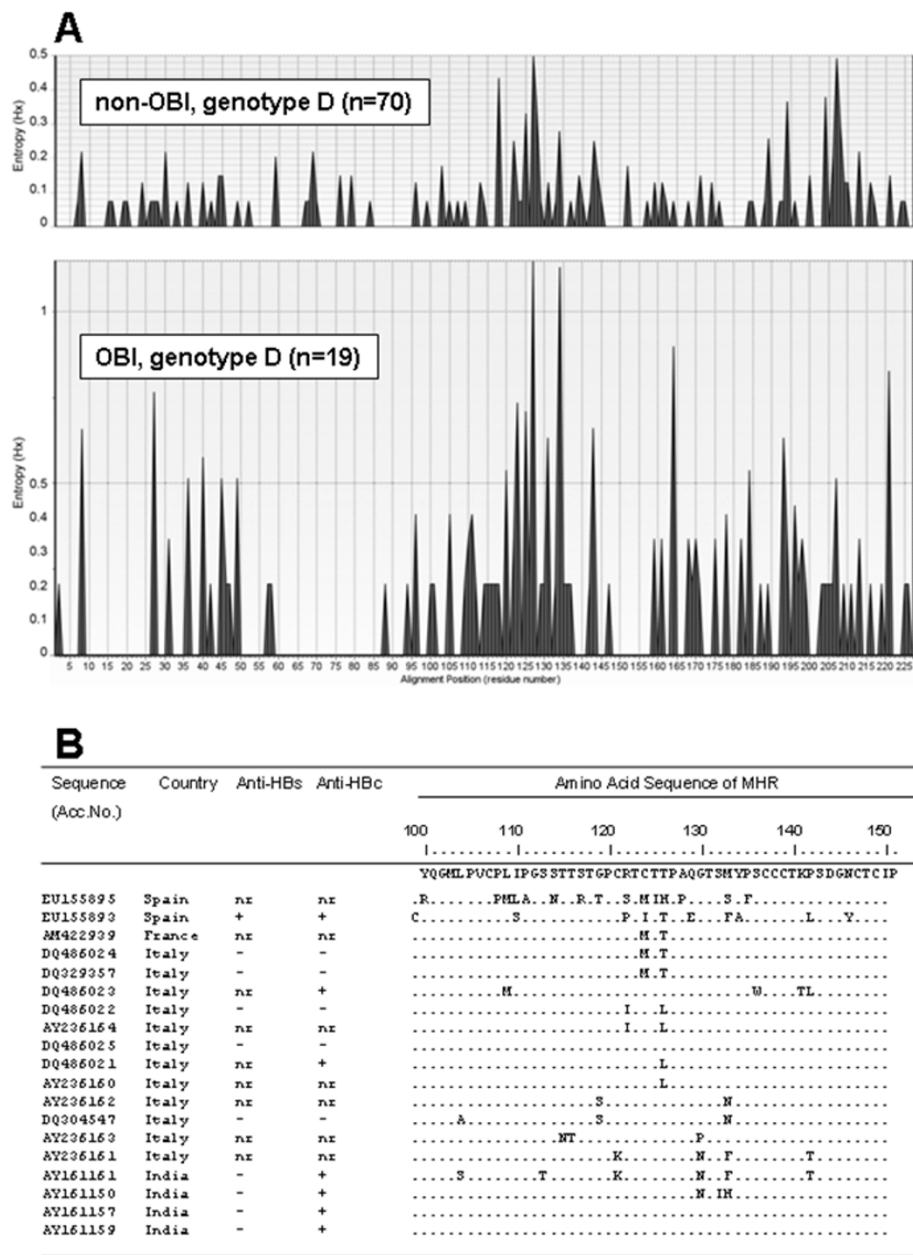 A
non-OBI, genotype D (n=70)
Entropy (Hx)
0.5
0.4
0.3
0.2
0.1
0
OBI, genotype D (n=19)
Entropy (Hx)
1
0.5
0.4
0.3
0.2
0.1
0
5 10 15 20 25 30 35 40 45 50 55 60 65 70 75 80 85 90 95 100 105 110 115 120 125 130 135 140 145 150 155 160 165 170 175 180 185 190 195 200 205 210 215 220 225
Alignment Position (residue number)
B
Sequence Country Anti-HBs Anti-HBc Amino Acid Sequence of MHR
(Acc.No.)
100 110 120 130 140 150
YQGMLPVCPLIPGSSTTSTGPCRTCTTPAQGTSMYPSCCCTKPSDGNCTCIP
EU155895 Spain nr nr .R.......PMLA..N..R.T..S.MIH.P....S.F...............
EU155893 Spain + + C..........S...........P.I.T..E...FA.......L...Y....
AM422939 France nr nr .........................M.T........................
DQ486024 Italy - - .........................M.T........................
DQ329357 Italy - - .........................M.T........................
DQ486023 Italy nr + ..........M..........................W....TL........
DQ486022 Italy - - .......................I...L........................
AY236164 Italy nr nr .......................I...L........................
DQ486025 Italy - - ....................................................
DQ486021 Italy nr + ...........................L........................
AY236160 Italy nr nr ...........................L........................
AY236162 Italy nr nr ....................S.............N.................
DQ304547 Italy - - .....A..............S.............N.................
AY236163 Italy nr nr ................NT.............P....................
AY236161 Italy nr nr ......................K........N..F........T........
AY161161 India - + .....S........T.......K........N..F........T........
AY161150 India - + ...............................N.IH.................
AY161157 India - + ....................................................
AY161159 India - + ....................................................